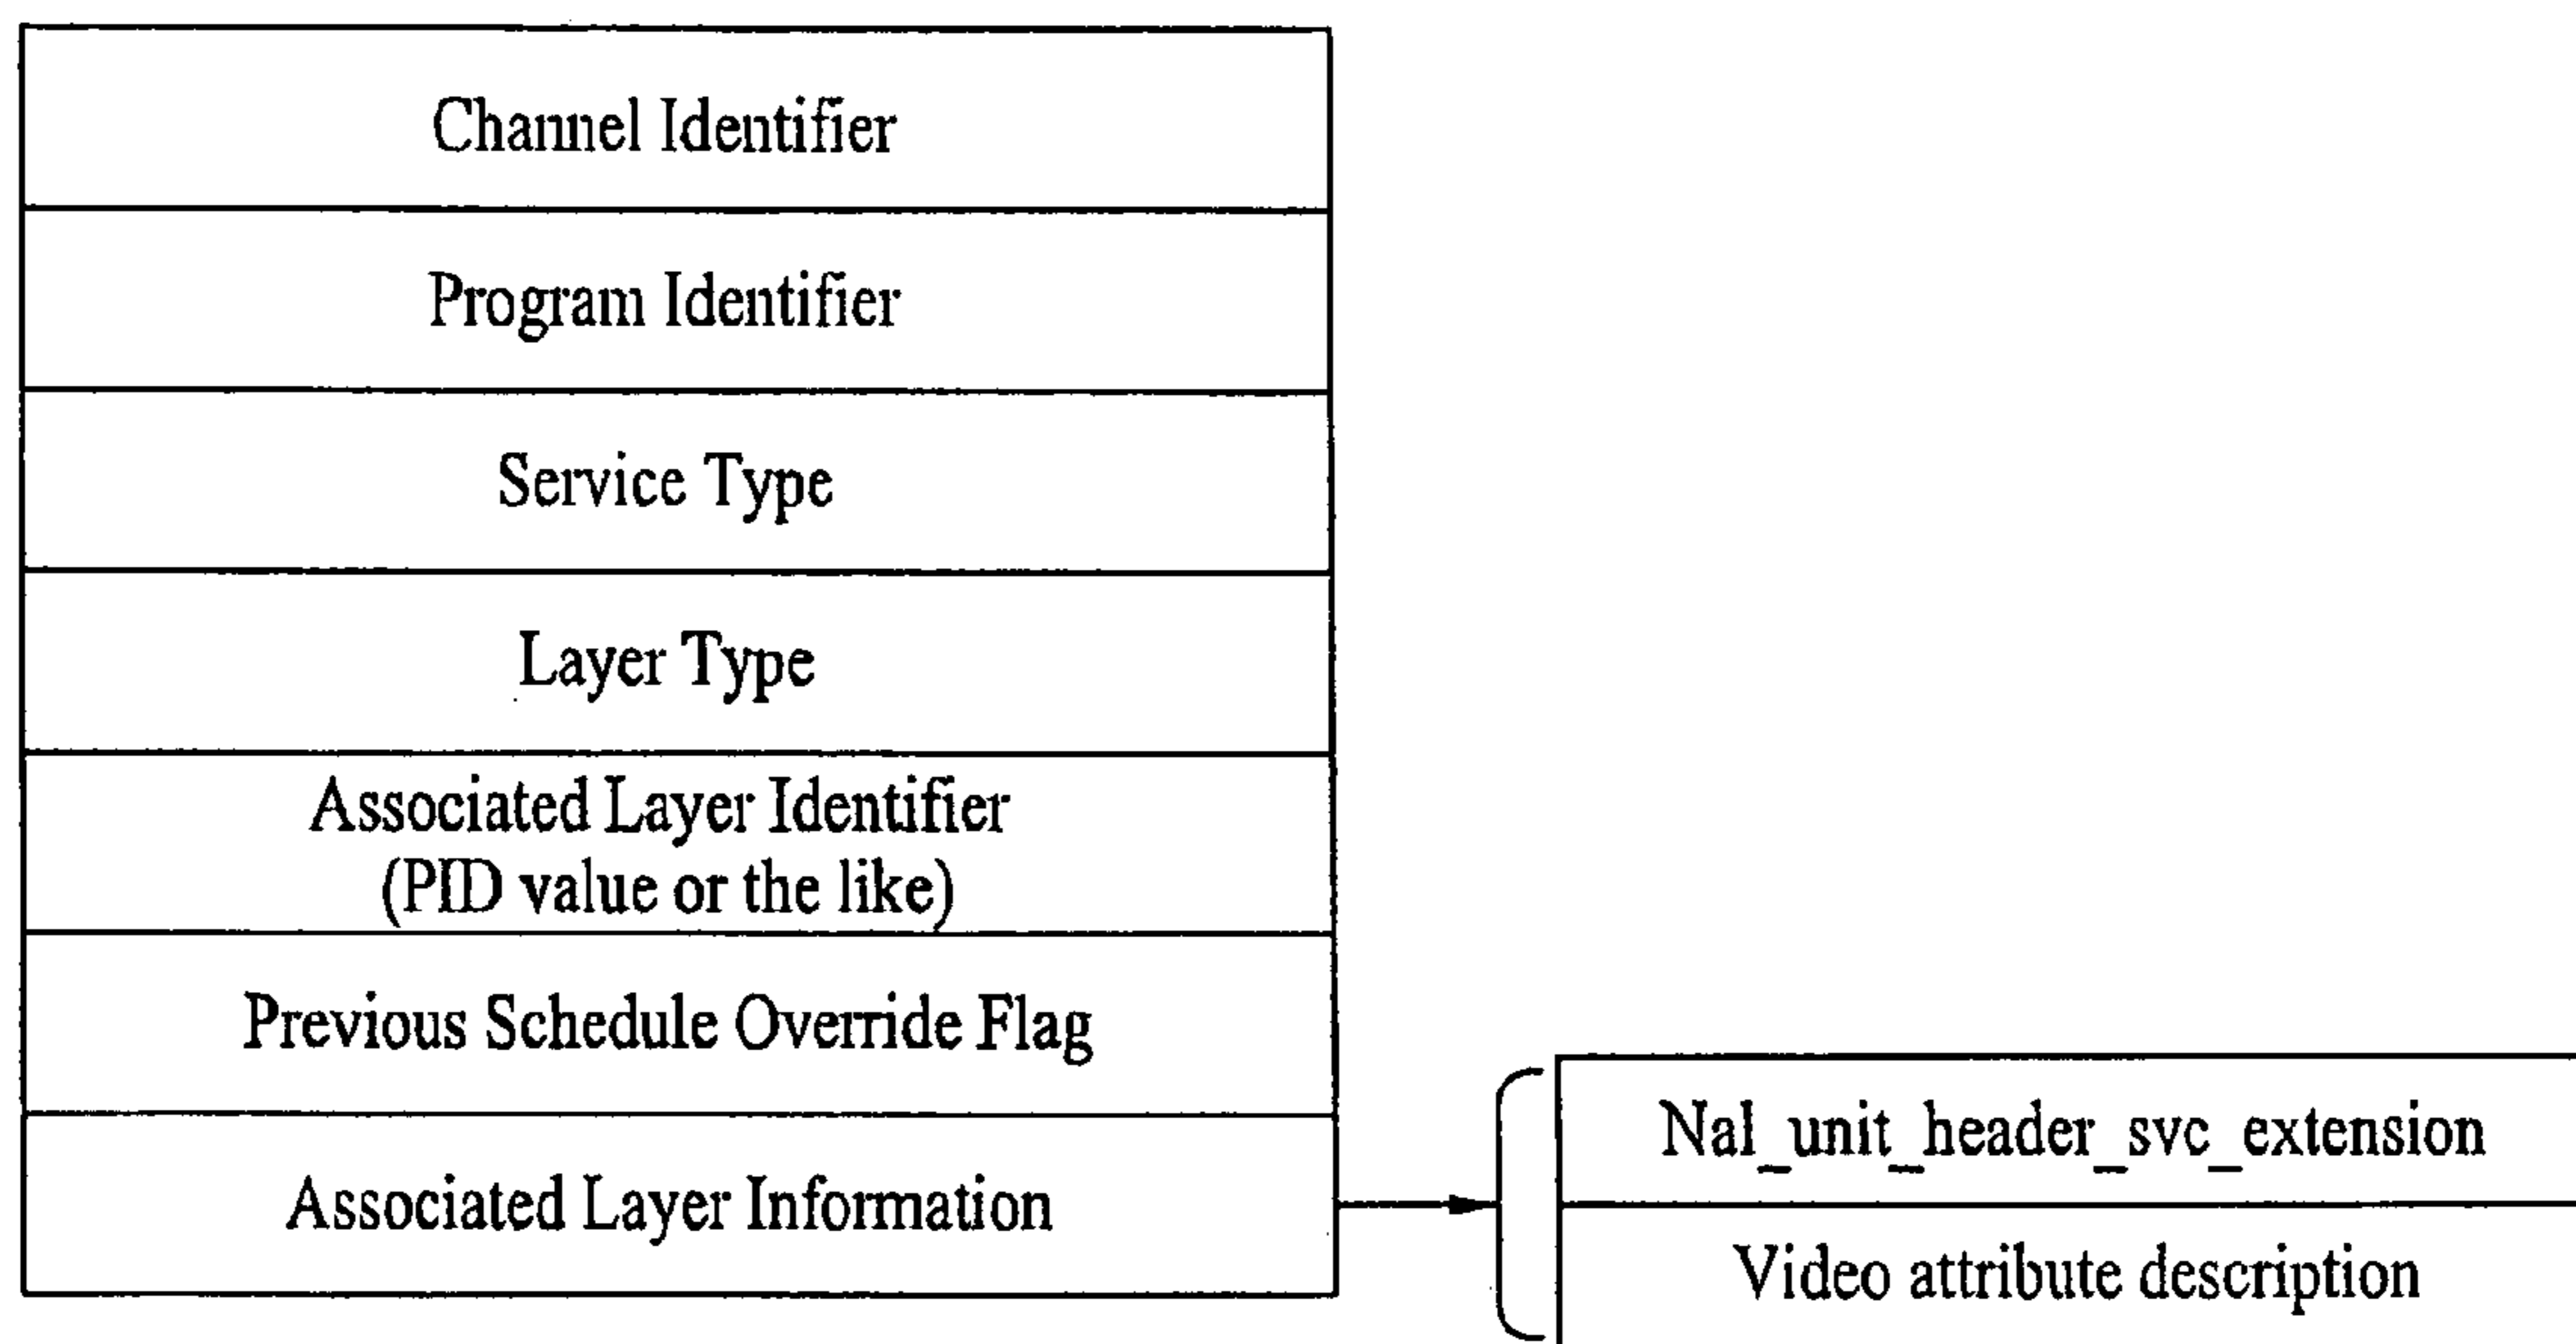 Channel Identifier
Program Identifier
Service Type
Layer Type
Associated Layer Identifier
(PID value or the like)
Previous Schedule Override Flag
Associated Layer Information
Nal_unit_header_svc_extension
Video attribute description